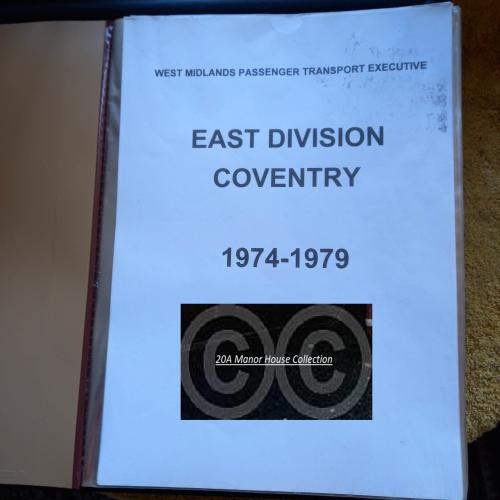 WEST MIDLANDS PASSENGER TRANSPORT EXECUTIVE
EAST DIVISION
COVENTRY
1974-1979
©©
20A Manor House Collection